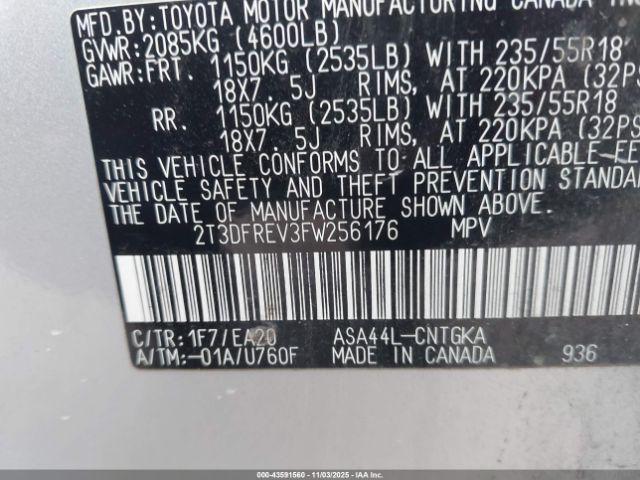 MFD.BY: TOYOTA MOTOR MANUFACTURING CANADA INC
GVWR: 2085KG (4600LB)
GAWR: FRT. 1150KG (2535LB) WITH 235/55R18
18X7. 5J RIMS, AT 220KPA (32PS
RR. 1150KG (2535LB) WITH 235/55R18
18X7. 5J RIMS, AT 220KPA (32PS
THIS VEHICLE CONFORMS TO ALL APPLICABLE FE
VEHICLE SAFETY AND THEFT PREVENTION STANDA
THE DATE OF MANUFACTURE SHOWN ABOVE.
2T3DFREV3FW256176 MPV
C/TR: 1F7/EA20 ASA44L-CNTGKA
A/TM: -01A/U760F MADE IN CANADA 936
000-43591560 - 11/03/2025 - IAAI.com